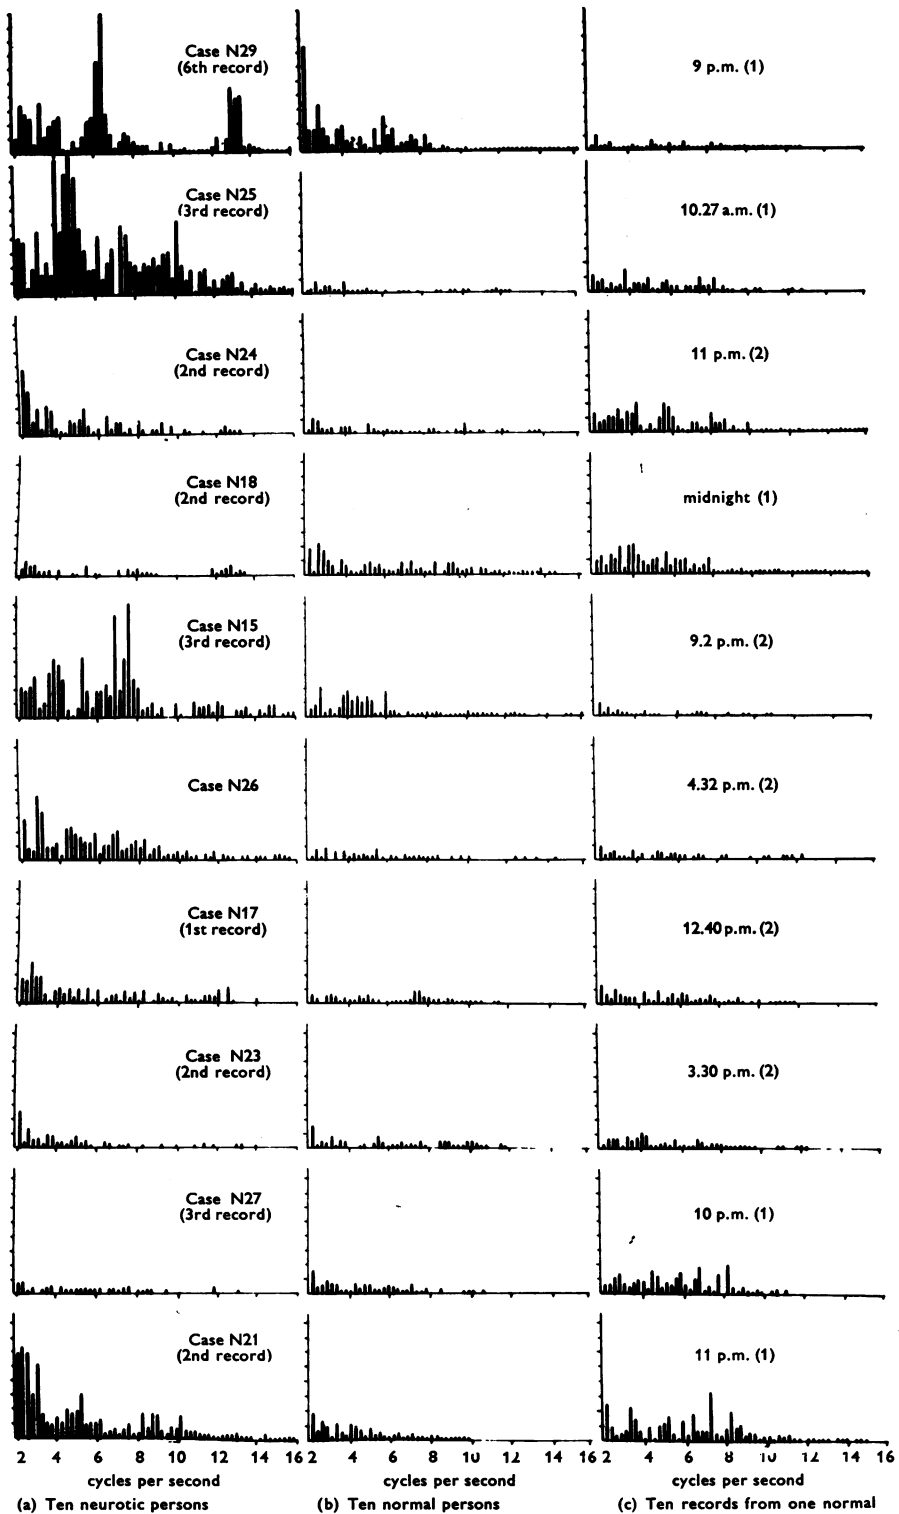 Case N29
(6th record)
9 p.m. (1)
Case N25
(3rd record)
10.27 a.m. (1)
Case N24
(2nd record)
11 p.m. (2)
Case N18
(2nd record)
midnight (1)
Case N15
(3rd record)
9.2 p.m. (2)
Case N26
4.32 p.m. (2)
Case N17
(1st record)
12.40 p.m. (2)
Case N23
(2nd record)
3.30 p.m. (2)
Case N27
(3rd record)
10 p.m. (1)
Case N21
(2nd record)
11 p.m. (1)
2 4 6 8 10 12 14 16 2 4 6 8 10 12 14 16 2 4 6 8 10 12 14 16
cycles per second cycles per second cycles per second
(a) Ten neurotic persons (b) Ten normal persons (c) Ten records from one normal